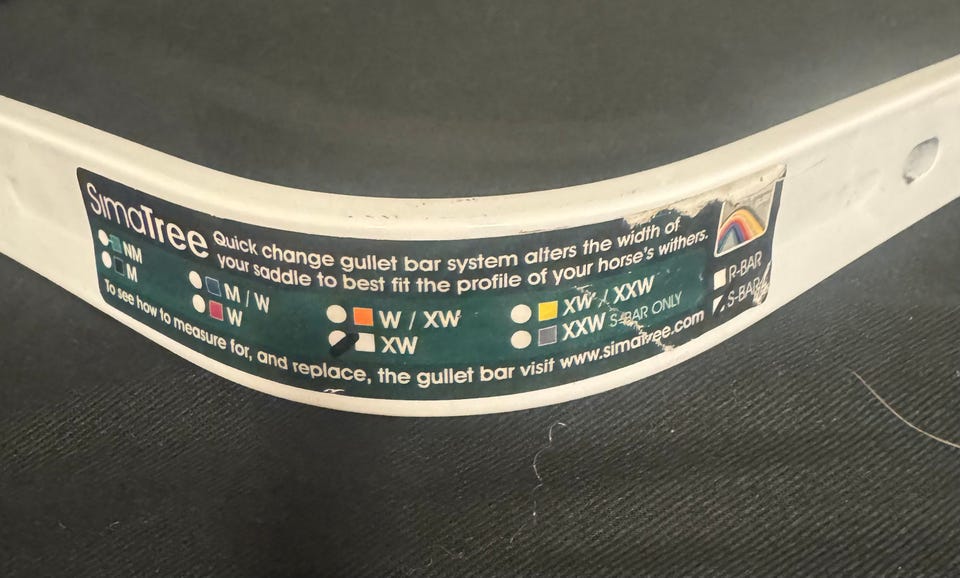 SimaTree
Quick change gullet bar system alters the width of
your saddle to best fit the profile of your horse's withers.
NM
M
M / W
W
W / XW
XW
XW / XXW
XXW S-BAR ONLY
R-BAR
S-BAR
To see how to measure for, and replace, the gullet bar visit www.simatree.com